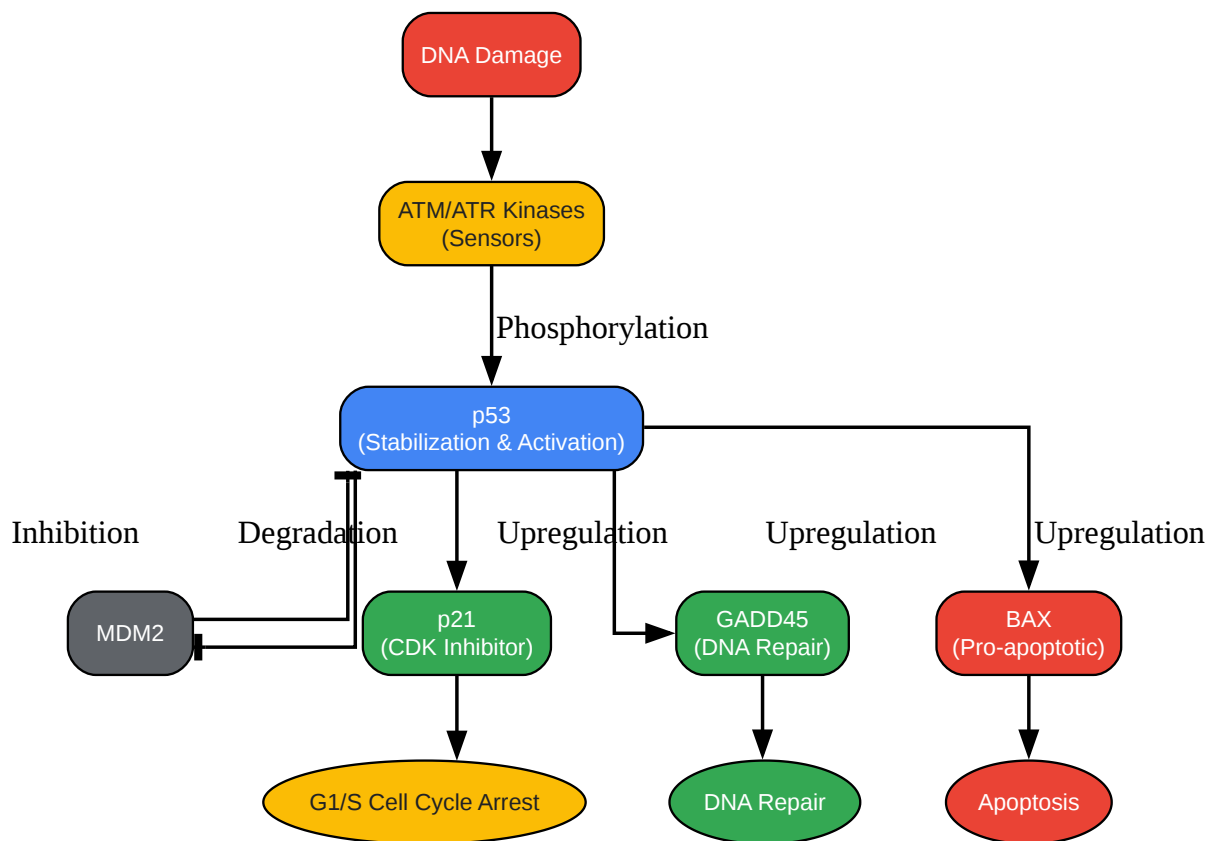 DNA Damage
ATM/ATR Kinases
(Sensors)
Phosphorylation
p53
(Stabilization & Activation)
Inhibition
Degradation
Upregulation
Upregulation
Upregulation
MDM2
p21
(CDK Inhibitor)
GADD45
(DNA Repair)
BAX
(Pro-apoptotic)
G1/S Cell Cycle Arrest
DNA Repair
Apoptosis